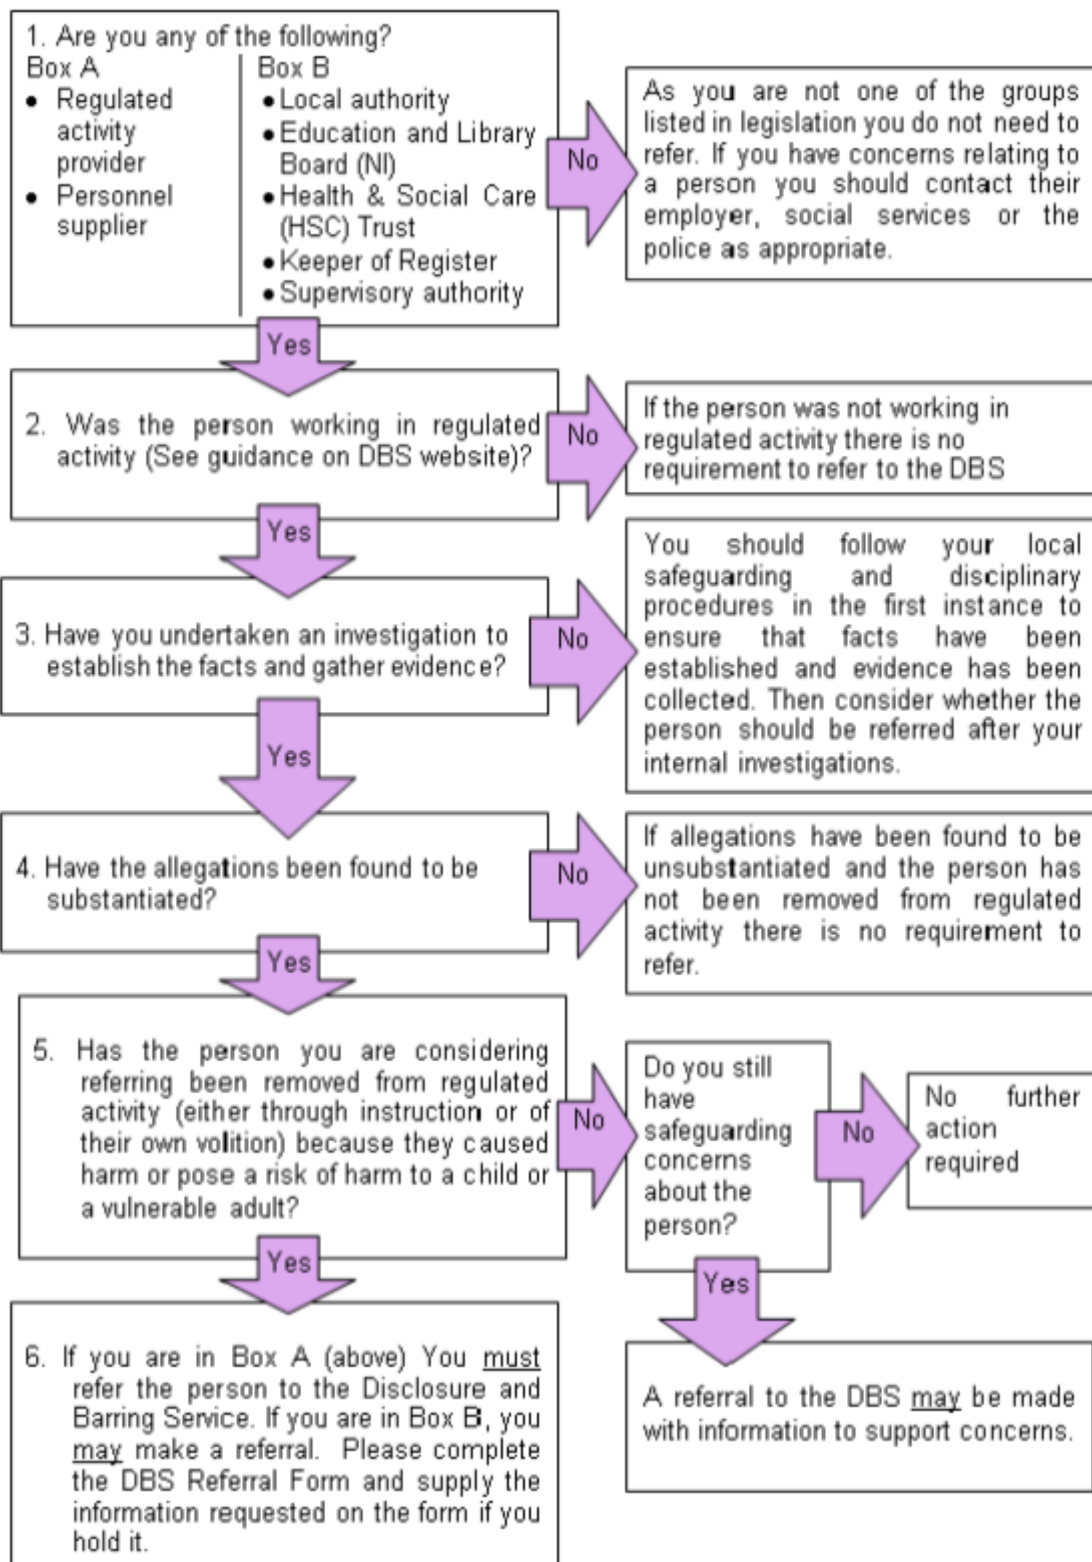 1. Are you any of the following?
Box A
• Regulated
activity
provider
• Personnel
supplier
Box B
• Local authority
• Education and Library
Board (NI)
• Health & Social Care
(HSC) Trust
• Keeper of Register
• Supervisory authority
No
As you are not one of the groups
listed in legislation you do not need to
refer. If you have concerns relating to
a person you should contact their
employer, social services or the
police as appropriate.
Yes
2. Was the person working in regulated
activity (See guidance on DBS website)?
No
If the person was not working in
regulated activity there is no
requirement to refer to the DBS
Yes
3. Have you undertaken an investigation to
establish the facts and gather evidence?
No
You should follow your local
safeguarding and disciplinary
procedures in the first instance to
ensure that facts have been
established and evidence has been
collected. Then consider whether the
person should be referred after your
internal investigations.
Yes
4. Have the allegations been found to be
substantiated?
No
If allegations have been found to be
unsubstantiated and the person has
not been removed from regulated
activity there is no requirement to
refer.
Yes
5. Has the person you are considering
referring been removed from regulated
activity (either through instruction or of
their own volition) because they caused
harm or pose a risk of harm to a child or
a vulnerable adult?
No
Do you still
have
safeguarding
concerns
about the
person?
No
No further
action
required
Yes
6. If you are in Box A (above) You must
refer the person to the Disclosure and
Barring Service. If you are in Box B, you
may make a referral. Please complete
the DBS Referral Form and supply the
information requested on the form if you
hold it.
Yes
A referral to the DBS may be made
with information to support concerns.